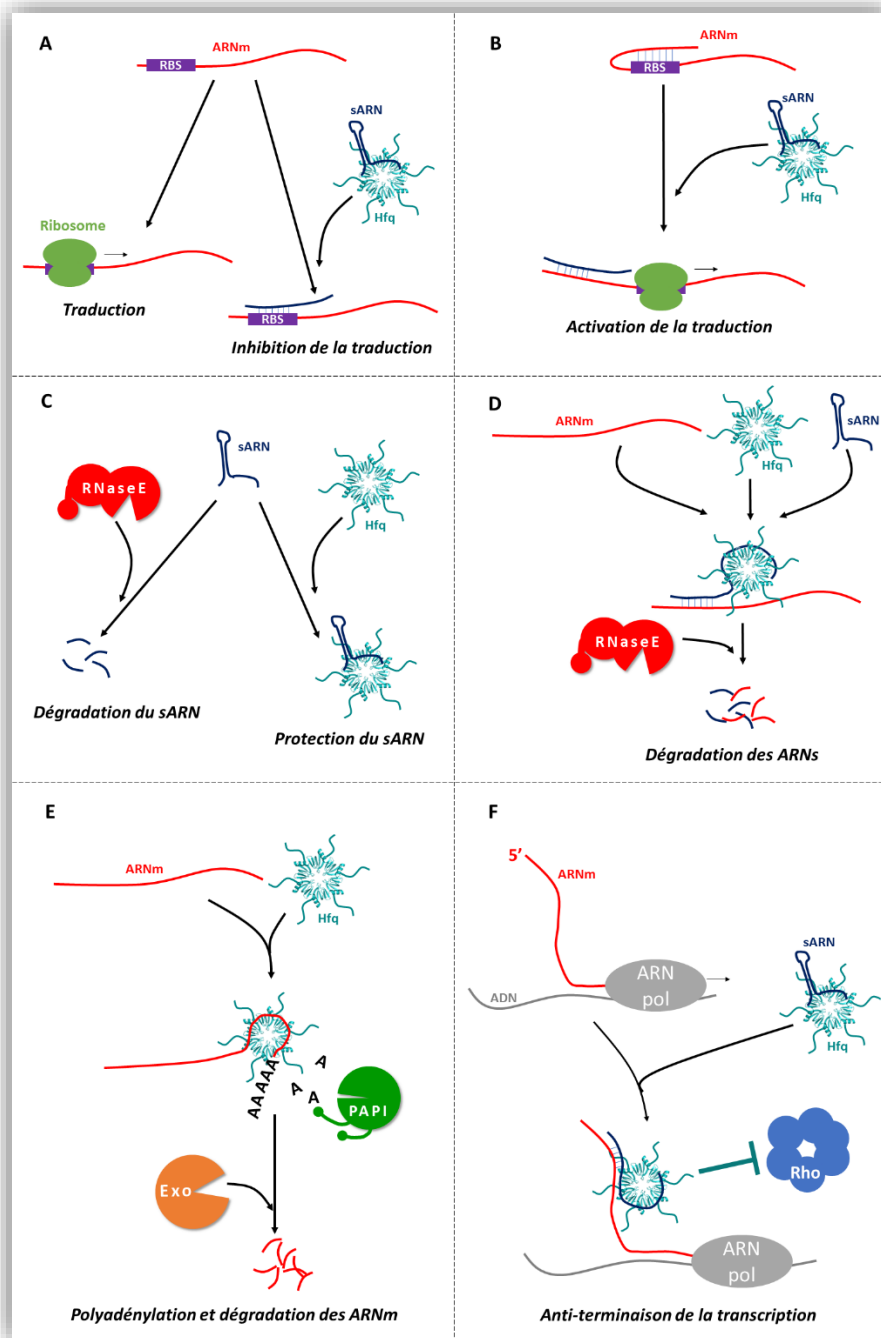 A
ARNm
RBS
sARN
Hfq
Ribosome
Traduction
RBS
Inhibition de la traduction
B
ARNm
RBS
sARN
Hfq
Activation de la traduction
C
sARN
RNaseE
Hfq
Dégradation du sARN
Protection du sARN
D
ARNm
Hfq
sARN
RNaseE
Dégradation des ARNs
E
ARNm
Hfq
AAAAAA
A
A
A
PAPI
Exo
Polyadénylation et dégradation des ARNm
F
5’
ARNm
ADN
ARN
pol
sARN
Hfq
Rho
ARN
pol
Anti-terminaison de la transcription